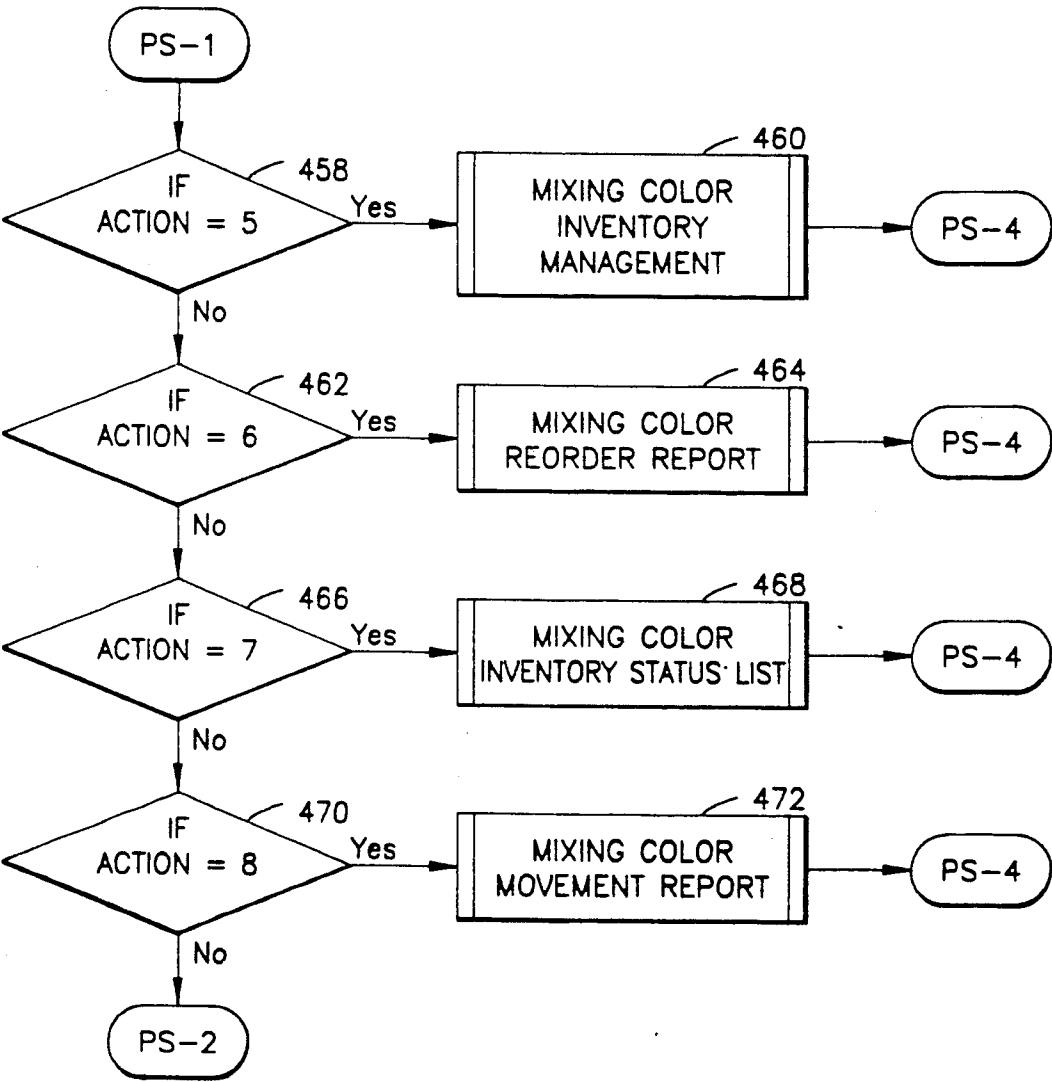 PS-1
458
IF
ACTION = 5
Yes
460
MIXING COLOR
INVENTORY
MANAGEMENT
PS-4
No
462
IF
ACTION = 6
Yes
464
MIXING COLOR
REORDER REPORT
PS-4
No
466
IF
ACTION = 7
Yes
468
MIXING COLOR
INVENTORY STATUS LIST
PS-4
No
470
IF
ACTION = 8
Yes
472
MIXING COLOR
MOVEMENT REPORT
PS-4
No
PS-2